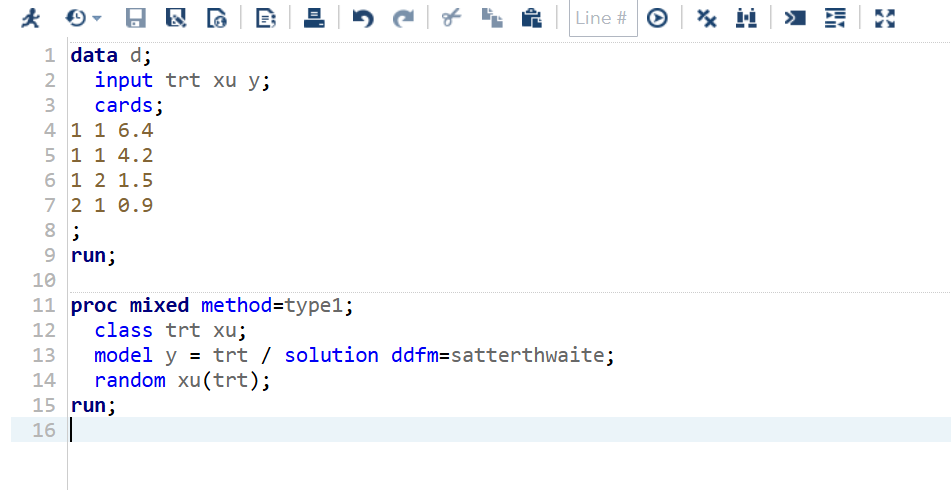 Line #
1 data d;
2   input trt xu y;
3   cards;
4 1 1 6.4
5 1 1 4.2
6 1 2 1.5
7 2 1 0.9
8 ;
9 run;
10
11 proc mixed method=type1;
12   class trt xu;
13   model y = trt / solution ddfm=satterthwaite;
14   random xu(trt);
15 run;
16